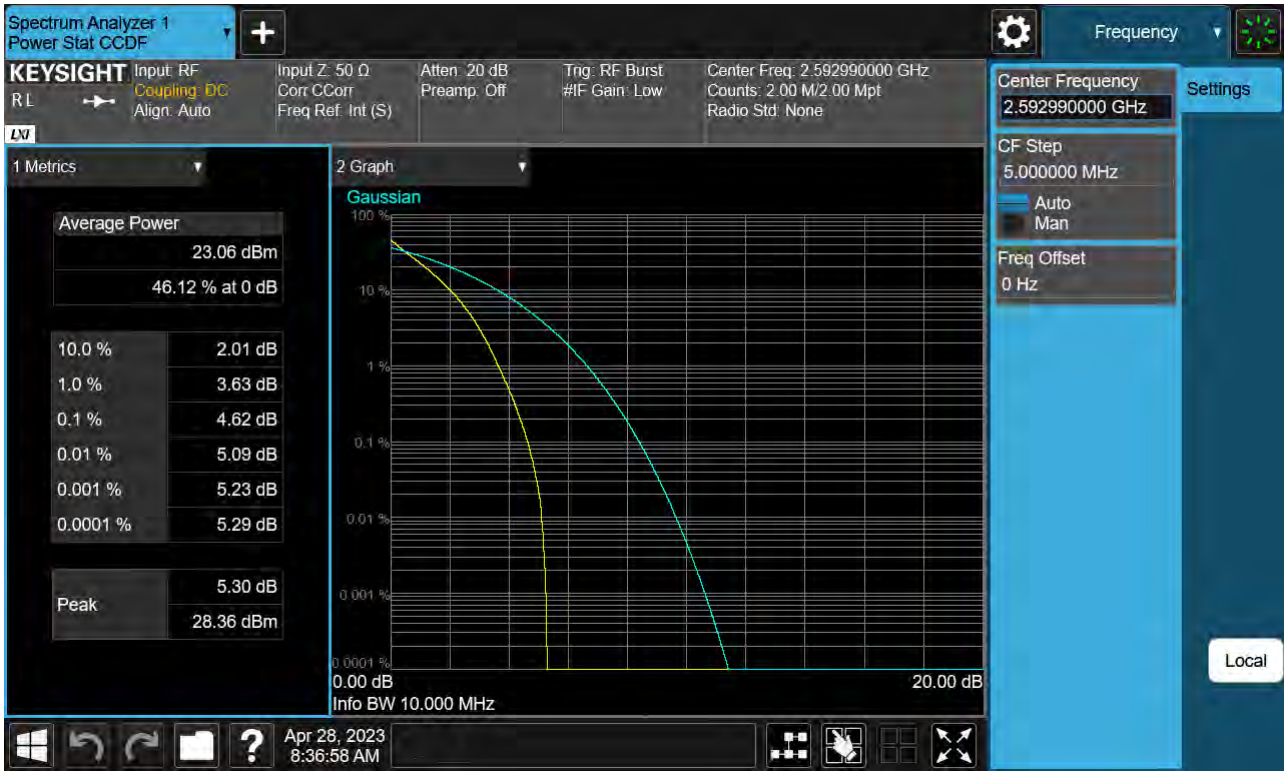 Spectrum Analyzer 1
Power Stat CCDF
+
Frequency
KEYSIGHT
RL
LXI
Input: RF
Coupling: DC
Align: Auto
Input Z: 50 Ω
Corr CCorr
Freq Ref: Int (S)
Atten: 20 dB
Preamp: Off
Trig: RF Burst
#IF Gain: Low
Center Freq: 2.592990000 GHz
Counts: 2.00 M/2.00 Mpt
Radio Std: None
1 Metrics
Average Power
23.06 dBm
46.12 % at 0 dB
10.0 % 2.01 dB
1.0 % 3.63 dB
0.1 % 4.62 dB
0.01 % 5.09 dB
0.001 % 5.23 dB
0.0001 % 5.29 dB
Peak
5.30 dB
28.36 dBm
2 Graph
Gaussian
100 %
10 %
1 %
0.1 %
0.01 %
0.001 %
0.0001 %
0.00 dB 20.00 dB
Info BW 10.000 MHz
Center Frequency
2.592990000 GHz
CF Step
5.000000 MHz
Auto
Man
Freq Offset
0 Hz
Settings
Local
?
Apr 28, 2023
8:36:58 AM